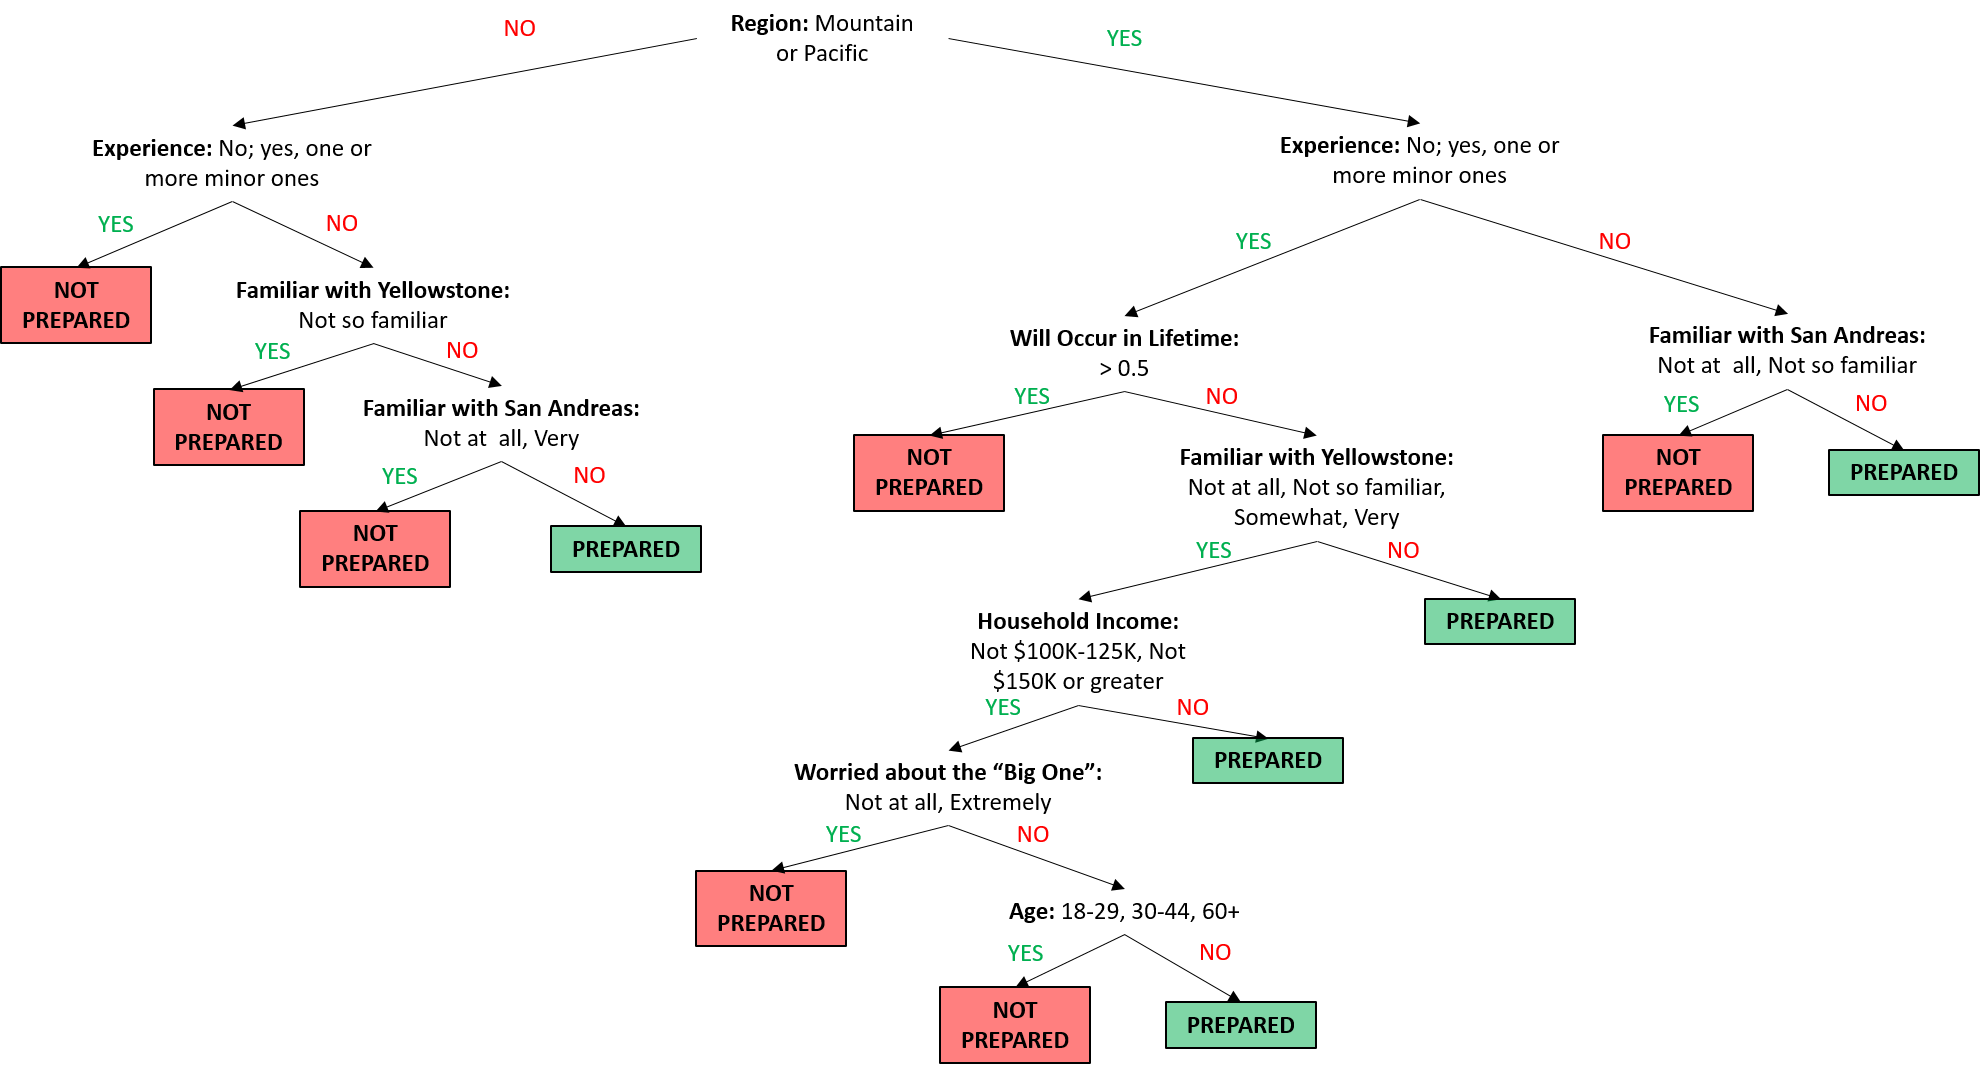 NO
Region: Mountain
or Pacific
YES
Experience: No; yes, one or
more minor ones
Experience: No; yes, one or
more minor ones
YES
NO
YES
NO
NOT
PREPARED
Familiar with Yellowstone:
Not so familiar
Will Occur in Lifetime:
> 0.5
Familiar with San Andreas:
Not at  all, Not so familiar
YES
NO
YES
NO
YES
NO
NOT
PREPARED
Familiar with San Andreas:
Not at  all, Very
NOT
PREPARED
Familiar with Yellowstone:
Not at all, Not so familiar,
Somewhat, Very
NOT
PREPARED
PREPARED
YES
NO
NOT
PREPARED
PREPARED
YES
NO
Household Income:
Not $100K-125K, Not
$150K or greater
PREPARED
YES
NO
Worried about the “Big One”:
Not at all, Extremely
PREPARED
YES
NO
NOT
PREPARED
Age: 18-29, 30-44, 60+
YES
NO
NOT
PREPARED
PREPARED